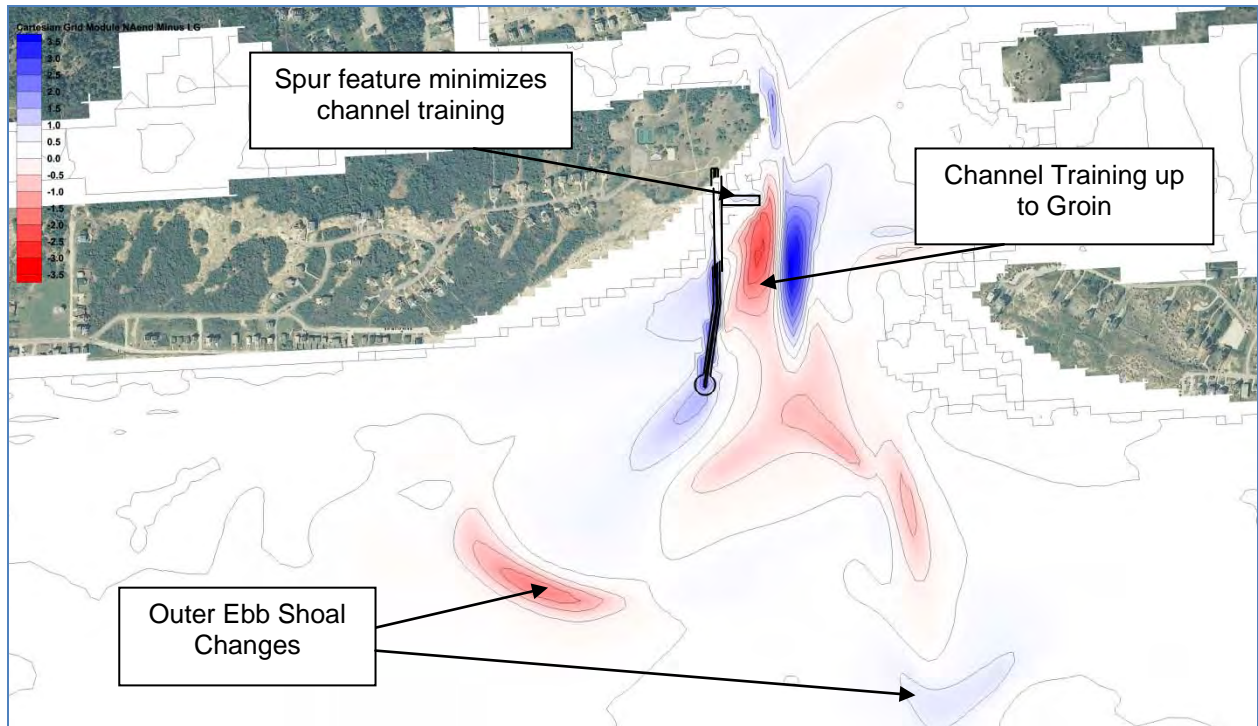 Cartesian Grid Module NAend Minus LG
3.5
3.0
2.5
2.0
1.5
1.0
0.5
0.0
-0.5
-1.0
-1.5
-2.0
-2.5
-3.0
-3.5
Spur feature minimizes
channel training
Channel Training up
to Groin
Outer Ebb Shoal
Changes